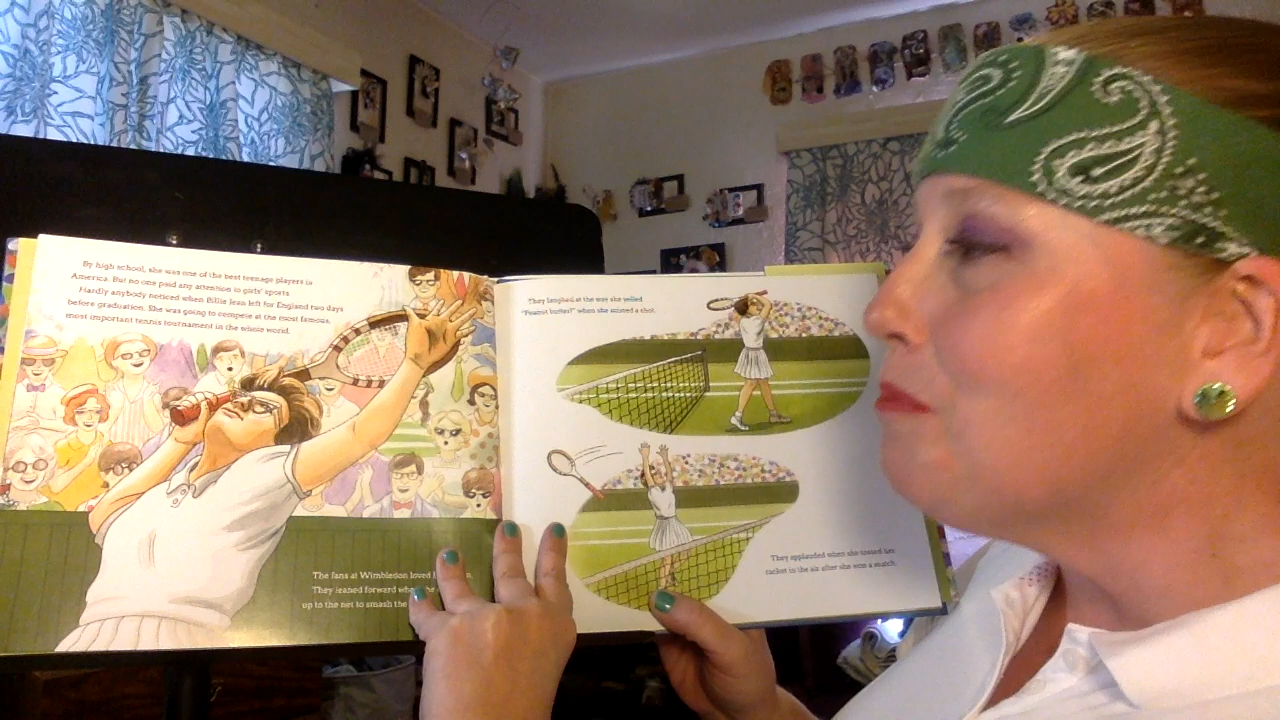 By high school, she was one of the best teenage players in
America. But no one paid any attention to girls' sports.
Hardly anybody noticed when Billie Jean left for England two days
before graduation. She was going to compete at the most famous,
most important tennis tournament in the whole world.
The fans at Wimbledon loved
They leaned forward when
up to the net to smash the
They laughed at the way she yelled
"Peanut butter!" when she missed a shot.
They applauded when she tossed her
racket in the air after she won a match.